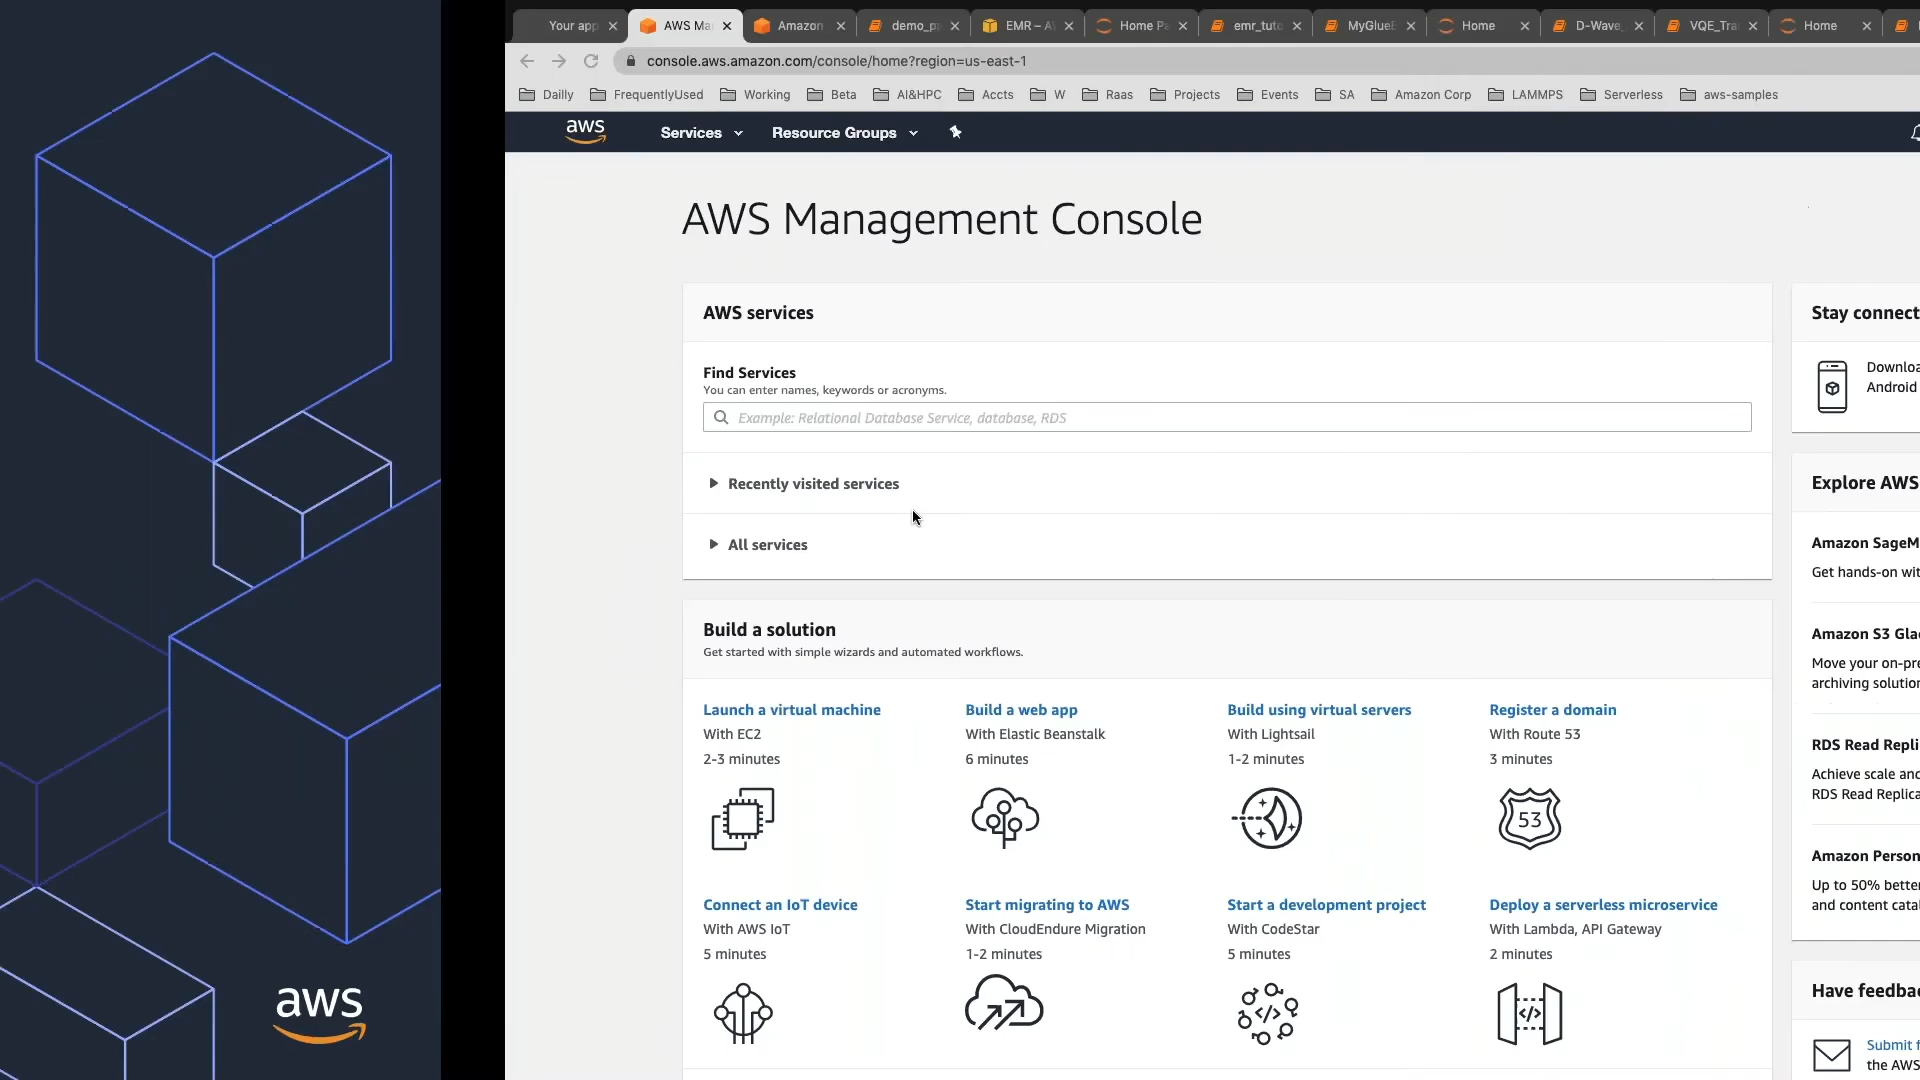 Your app
AWS Ma
Amazon
demo_p
EMR – A
Home Pa
emr_tuto
MyGlueE
Home
D-Wave_
VQE_Tra
Home
console.aws.amazon.com/console/home?region=us-east-1
Dailly
FrequentlyUsed
Working
Beta
AI&HPC
Accts
W
Raas
Projects
Events
SA
Amazon Corp
LAMMPS
Serverless
aws-samples
aws
Services
Resource Groups
AWS Management Console
AWS services
Find Services
You can enter names, keywords or acronyms.
Example: Relational Database Service, database, RDS
Recently visited services
All services
Build a solution
Get started with simple wizards and automated workflows.
Launch a virtual machine
With EC2
2-3 minutes
Build a web app
With Elastic Beanstalk
6 minutes
Build using virtual servers
With Lightsail
1-2 minutes
Register a domain
With Route 53
3 minutes
53
Connect an IoT device
With AWS IoT
5 minutes
Start migrating to AWS
With CloudEndure Migration
1-2 minutes
Start a development project
With CodeStar
5 minutes
Deploy a serverless microservice
With Lambda, API Gateway
2 minutes
</>
</>
Stay connect
Downloa
Android
Explore AWS
Amazon SageM
Get hands-on wit
Amazon S3 Gla
Move your on-pre
archiving solution
RDS Read Repli
Achieve scale and
RDS Read Replica
Amazon Person
Up to 50% better
and content cata
Have feedba
Submit f
the AWS
aws